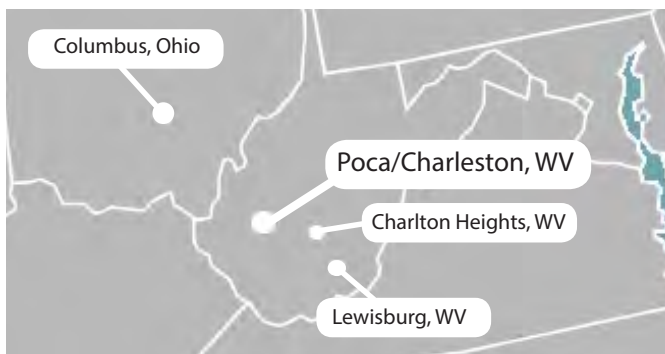 Columbus, Ohio
Poca/Charleston, WV
Charlton Heights, WV
Lewisburg, WV